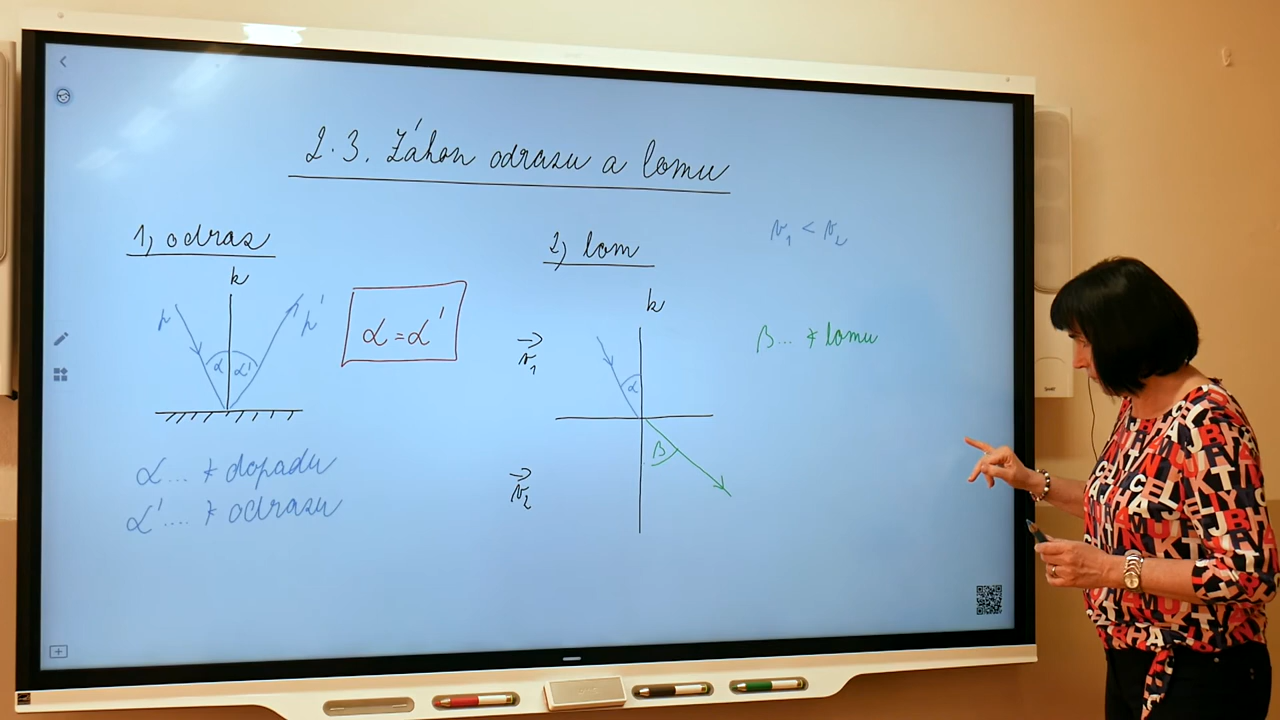 2.3. Zákon odrazu a lomu
1, odraz
k
p
p'
α
α'
α = α'
α... ∢ dopadu
α'.... ∢ odrazu
2, lom
k
v₁
α
β
v₂
v₁ < v₂
β... ∢ lomu